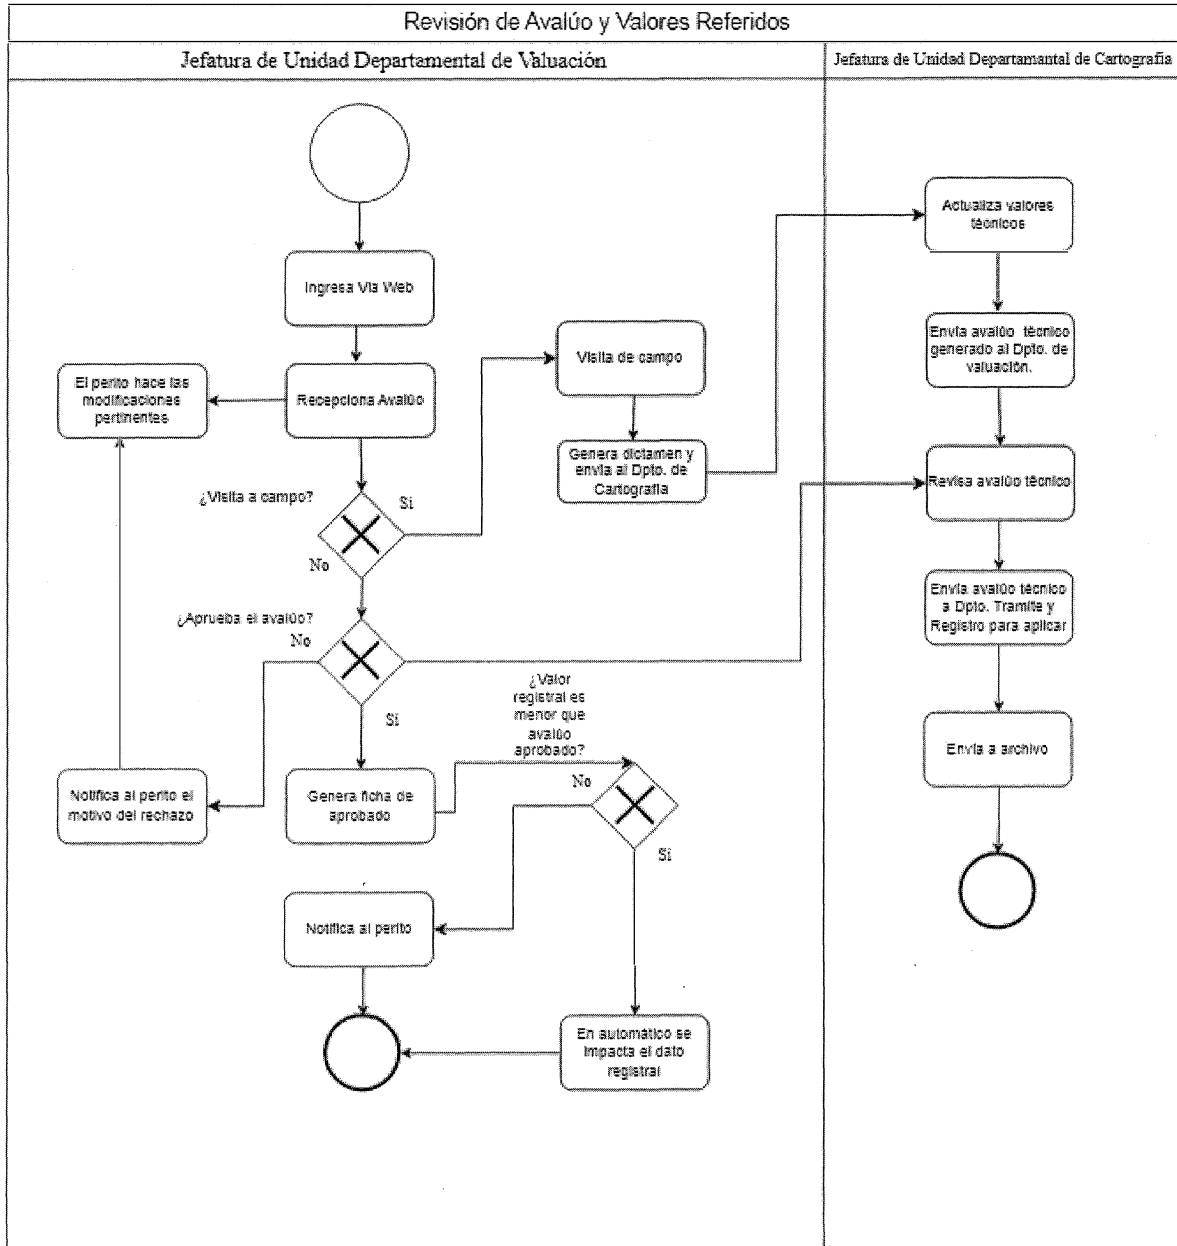 Revisión de Avalúo y Valores Referidos
Jefatura de Unidad Departamental de Valuación
Jefatura de Unidad Departamantal de Cartografía
Ingresa Vía Web
Recepciona Avalúo
El perito hace las
modificaciones
pertinentes
¿Visita a campo?
Si
No
Visita de campo
Genera dictamen y
envía al Dpto. de
Cartografía
¿Aprueba el avalúo?
No
Si
Notifica al perito el
motivo del rechazo
Genera ficha de
aprobado
¿Valor
registral es
menor que
avalúo
aprobado?
No
Si
Notifica al perito
En automático se
impacta el dato
registral
Actualiza valores
técnicos
Envía avalúo técnico
generado al Dpto. de
valuación.
Revisa avalúo técnico
Envía avalúo técnico
a Dpto. Tramite y
Registro para aplicar
Envía a archivo